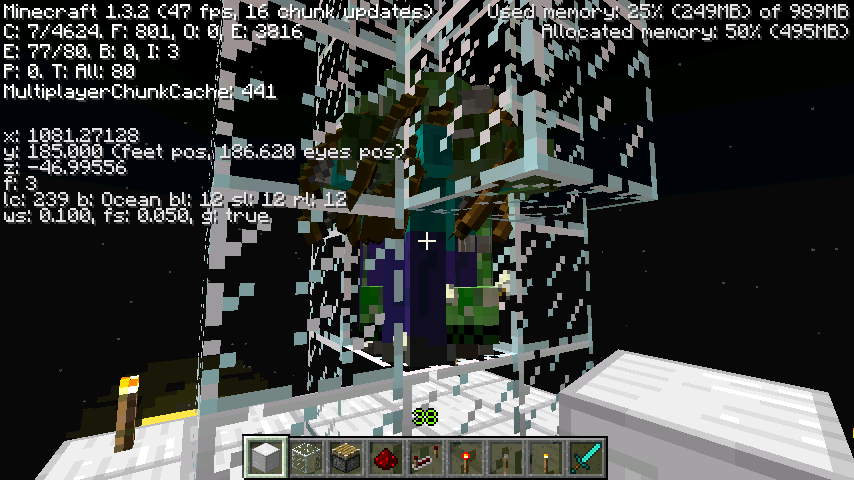 Minecraft 1.3.2 (47 fps, 16 chunk updates)
Used memory: 25% (249MB) of 989MB
C: 7/4624. F: 801, O: 0, E: 3816
Allocated memory: 50% (495MB)
E: 77/80. B: 0, I: 3
P: 0. T: All: 80
MultiplayerChunkCache: 441
x: 1081.27128
y: 185.000 (feet pos, 186.620 eyes pos)
z: -46.99556
f: 3
lc: 239 b: Ocean bl: 12 sl: 12 rl: 12
ws: 0.100, fs: 0.050, g: true
38